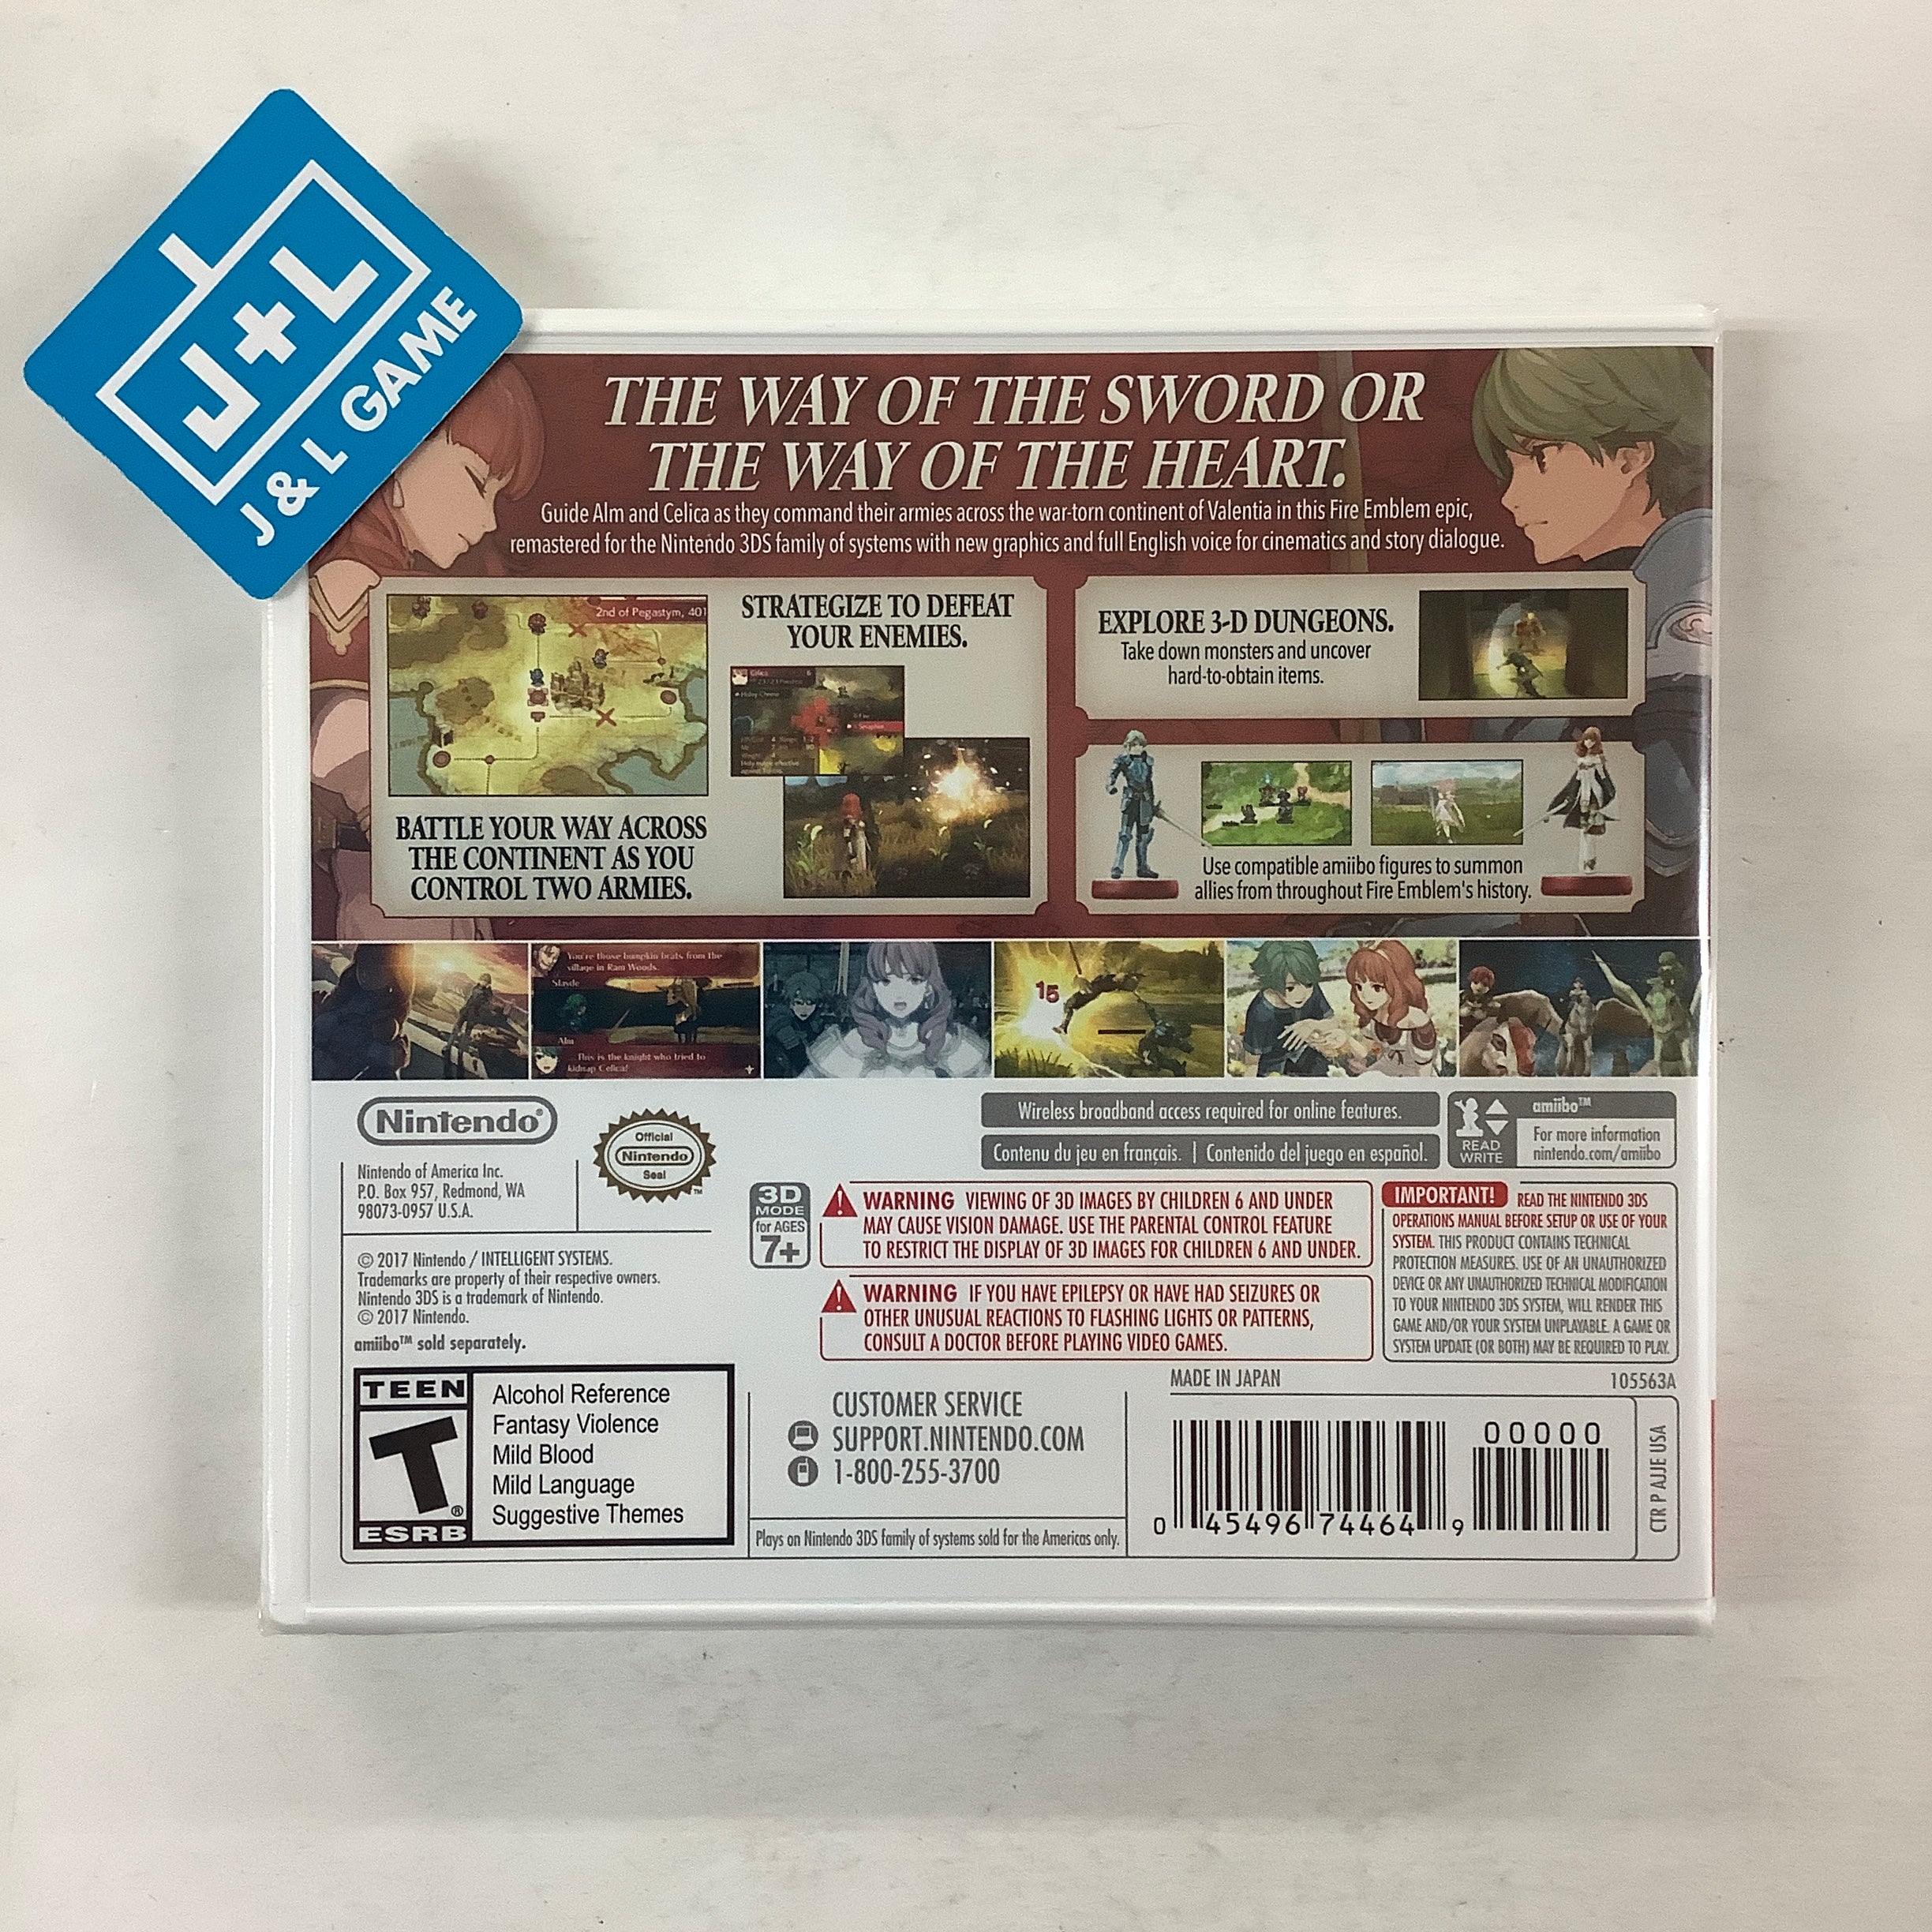 J+L
J & L GAME
THE WAY OF THE SWORD OR
THE WAY OF THE HEART.
Guide Alm and Celica as they command their armies across the war-torn continent of Valentia in this Fire Emblem epic,
remastered for the Nintendo 3DS family of systems with new graphics and full English voice for cinematics and story dialogue.
2nd of Pegastym, 401
BATTLE YOUR WAY ACROSS
THE CONTINENT AS YOU
CONTROL TWO ARMIES.
STRATEGIZE TO DEFEAT
YOUR ENEMIES.
Celica
EXPLORE 3-D DUNGEONS.
Take down monsters and uncover
hard-to-obtain items.
Use compatible amiibo figures to summon
allies from throughout Fire Emblem's history.
You're those bumpkin brats from the
village in Ram Woods.
Slayde
Alm
This is the knight who tried to
kidnap Celica!
15
Nintendo®
Official
Nintendo
Seal
TM
Nintendo of America Inc.
P.O. Box 957, Redmond, WA
98073-0957 U.S.A.
© 2017 Nintendo / INTELLIGENT SYSTEMS.
Trademarks are property of their respective owners.
Nintendo 3DS is a trademark of Nintendo.
© 2017 Nintendo.
amiibo™ sold separately.
Wireless broadband access required for online features.
Contenu du jeu en français. | Contenido del juego en español.
READ
WRITE
amiibo™
For more information
nintendo.com/amiibo
3D
MODE
for AGES
7+
WARNING VIEWING OF 3D IMAGES BY CHILDREN 6 AND UNDER
MAY CAUSE VISION DAMAGE. USE THE PARENTAL CONTROL FEATURE
TO RESTRICT THE DISPLAY OF 3D IMAGES FOR CHILDREN 6 AND UNDER.
WARNING IF YOU HAVE EPILEPSY OR HAVE HAD SEIZURES OR
OTHER UNUSUAL REACTIONS TO FLASHING LIGHTS OR PATTERNS,
CONSULT A DOCTOR BEFORE PLAYING VIDEO GAMES.
IMPORTANT! READ THE NINTENDO 3DS
OPERATIONS MANUAL BEFORE SETUP OR USE OF YOUR
SYSTEM. THIS PRODUCT CONTAINS TECHNICAL
PROTECTION MEASURES. USE OF AN UNAUTHORIZED
DEVICE OR ANY UNAUTHORIZED TECHNICAL MODIFICATION
TO YOUR NINTENDO 3DS SYSTEM, WILL RENDER THIS
GAME AND/OR YOUR SYSTEM UNPLAYABLE. A GAME OR
SYSTEM UPDATE (OR BOTH) MAY BE REQUIRED TO PLAY.
TEEN
T®
ESRB
Alcohol Reference
Fantasy Violence
Mild Blood
Mild Language
Suggestive Themes
CUSTOMER SERVICE
SUPPORT.NINTENDO.COM
1-800-255-3700
Plays on Nintendo 3DS family of systems sold for the Americas only.
MADE IN JAPAN
105563A
00000
0 45496 74464 9
CTR P AJJE USA